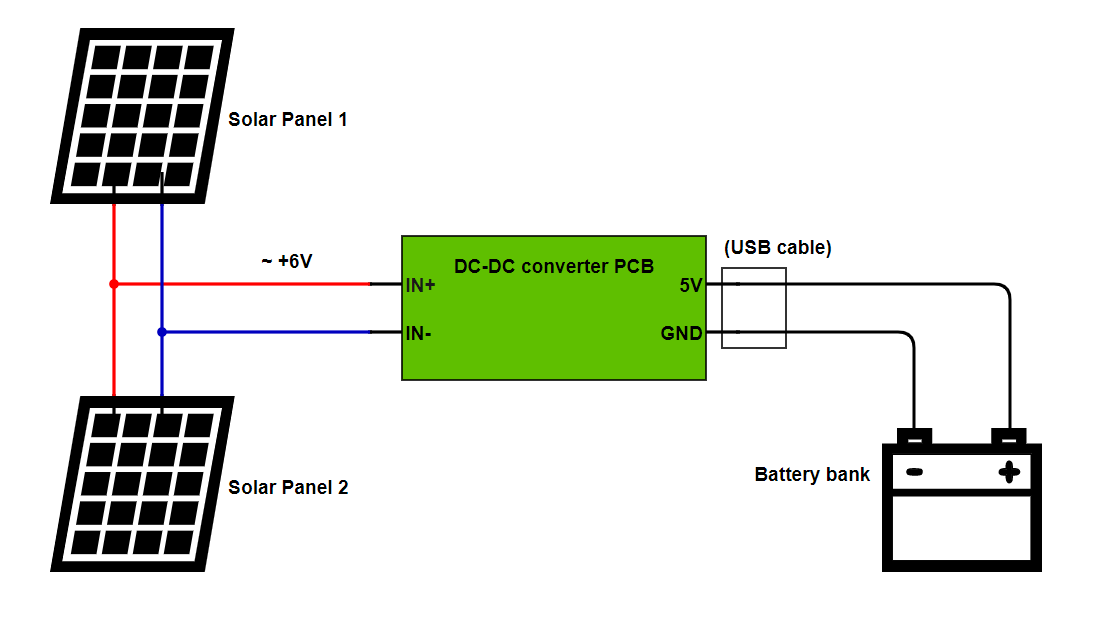 Solar Panel 1
~ +6V
(USB cable)
DC-DC converter PCB
IN+
5V
IN-
GND
Battery bank
-
+
Solar Panel 2